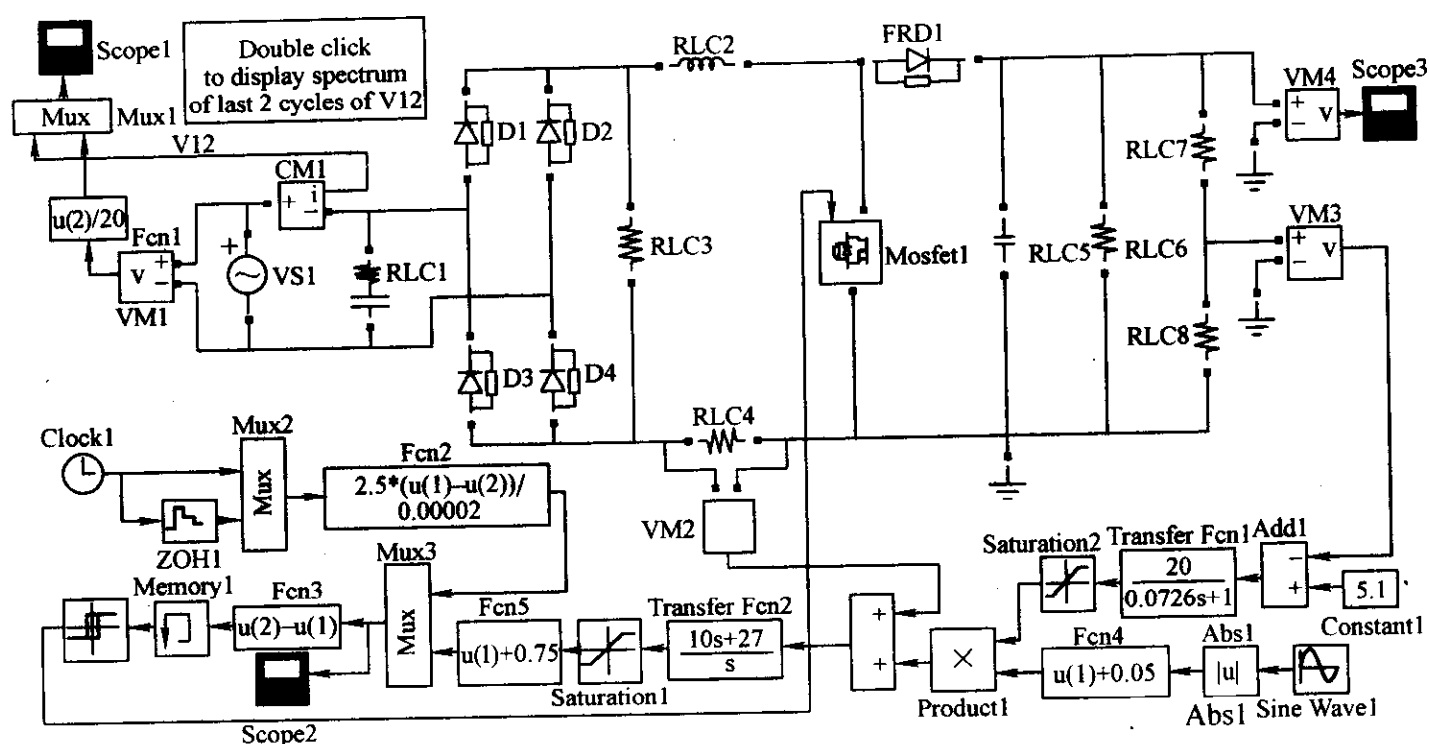 Scope1
Double click
to display spectrum
of last 2 cycles of V12
Mux
Mux1
V12
CM1
+
i
−
u(2)/20
Fcn1
v
+
−
VM1
+
VS1
RLC1
D1
D2
D3
D4
RLC3
RLC2
FRD1
Mosfet1
RLC5
RLC6
RLC7
RLC8
VM4
+
−
v
Scope3
VM3
+
−
v
RLC4
VM2
Clock1
ZOH1
Mux2
Mux
Fcn2
2.5*(u(1)−u(2))/
0.00002
Mux3
Mux
Memory1
Fcn3
u(2)−u(1)
Scope2
Fcn5
u(1)+0.75
Saturation1
Transfer Fcn2
10s+27
s
+
+
×
Product1
Saturation2
Transfer Fcn1
20
0.0726s+1
Add1
−
+
5.1
Constant1
Fcn4
u(1)+0.05
Abs1
|u|
Abs1
Sine Wave1